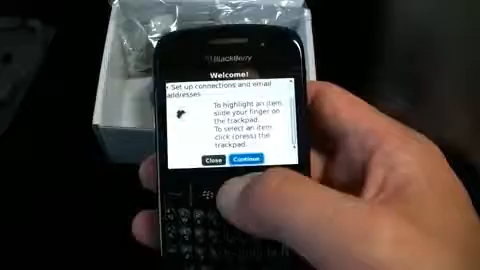 BlackBerry
Welcome!
• Set up connections and email
addresses
To highlight an item,
slide your finger on
the trackpad.
To select an item,
click (press) the
trackpad.
Close
Continue